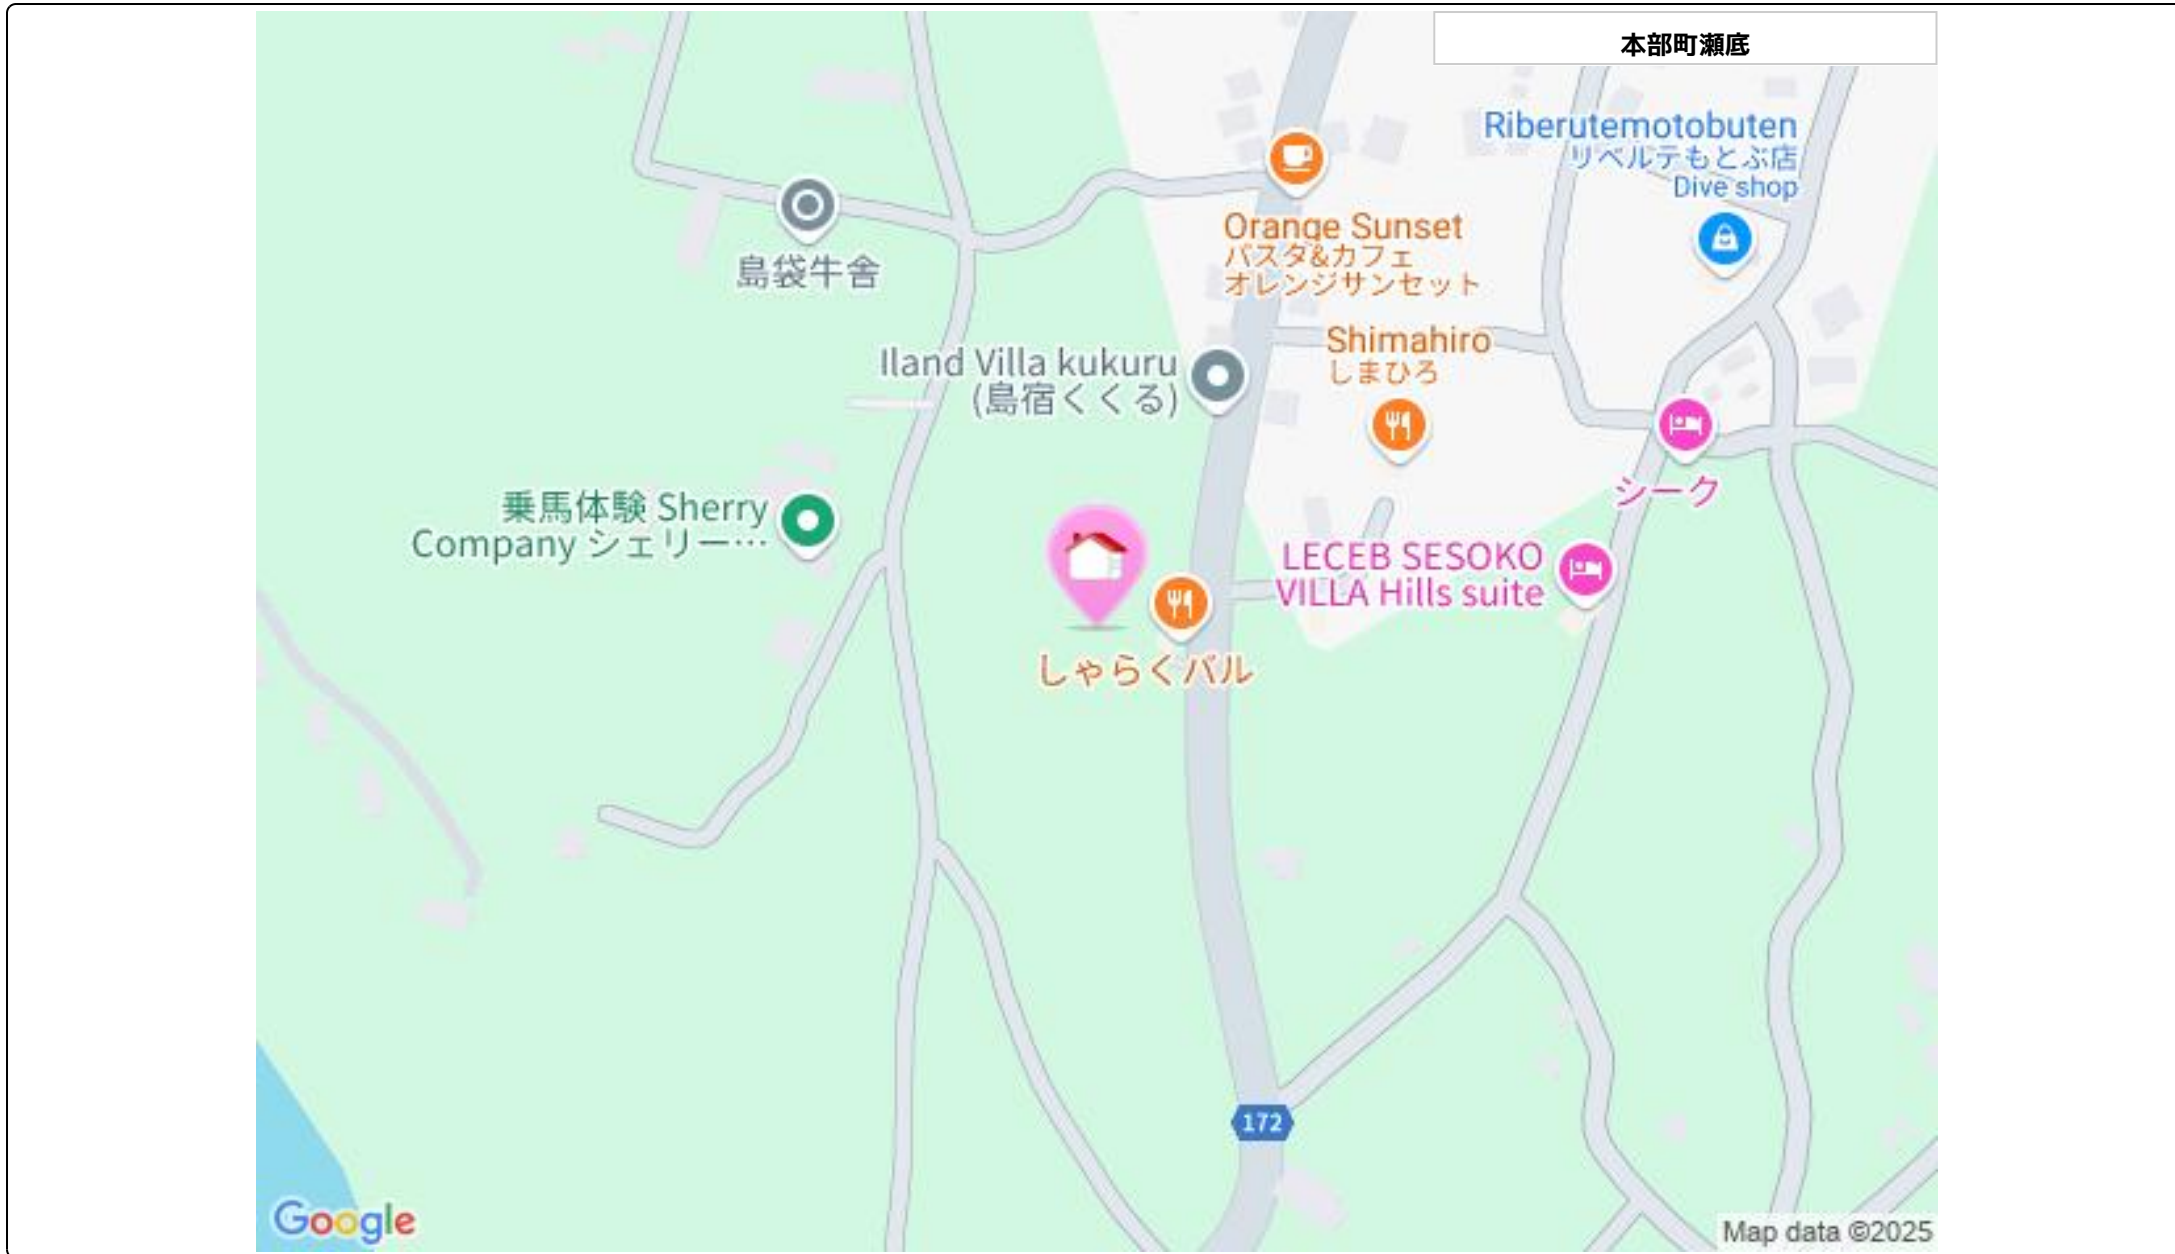 本部町瀬底
Riberutemotobuten
リベルテもとぶ店
Dive shop
Orange Sunset
パスタ&カフェ
オレンジサンセット
島袋牛舎
Shimahiro
しまひろ
Iland Villa kukuru
(島宿くくる)
シーク
乗馬体験 Sherry
Company シェリー…
LECEB SESOKO
VILLA Hills suite
しゃらくバル
172
Google
Map data ©2025